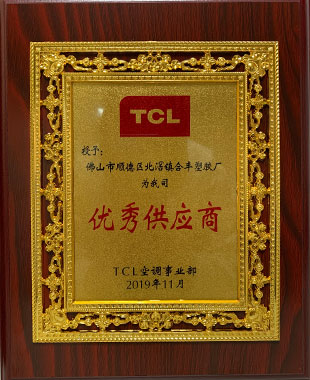 TCL
授予:
佛山市顺德区北滘镇合丰塑胶厂
为我司
优秀供应商
TCL空调事业部
2019年11月